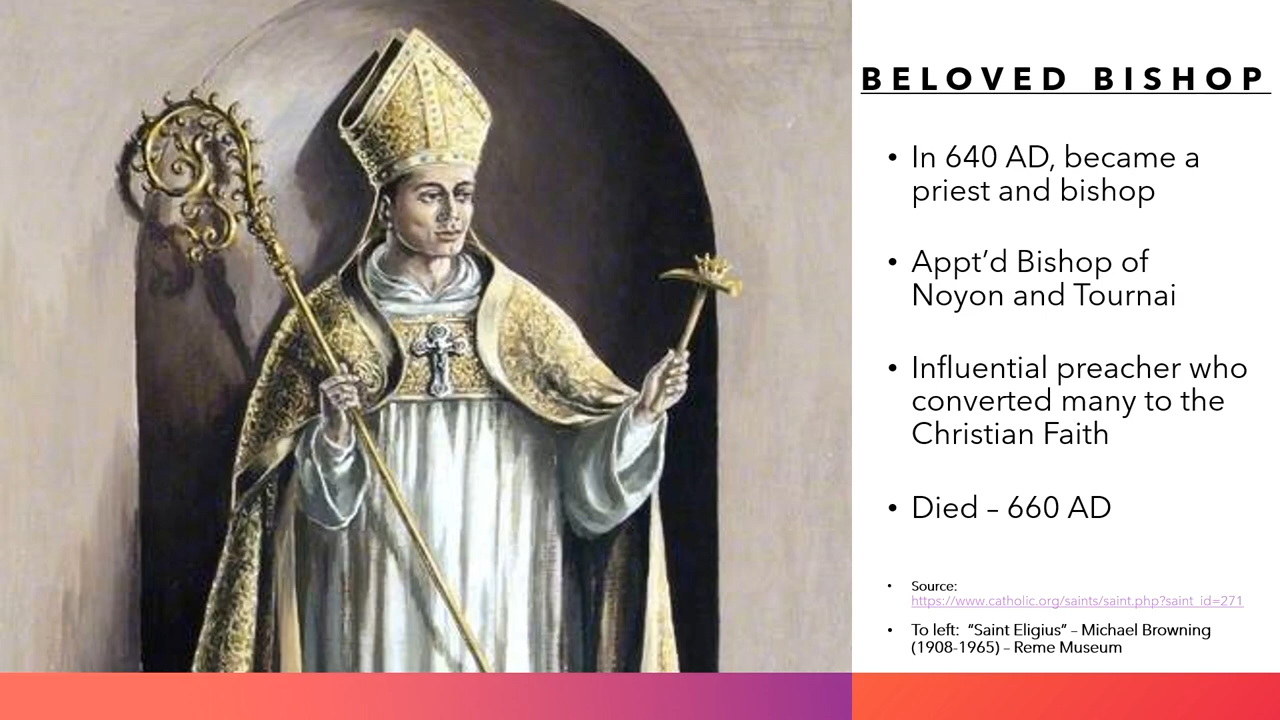 BELOVED BISHOP
• In 640 AD, became a
priest and bishop
• Appt’d Bishop of
Noyon and Tournai
• Influential preacher who
converted many to the
Christian Faith
• Died – 660 AD
• Source:
https://www.catholic.org/saints/saint.php?saint_id=271
• To left:  “Saint Eligius” – Michael Browning
(1908-1965) – Reme Museum